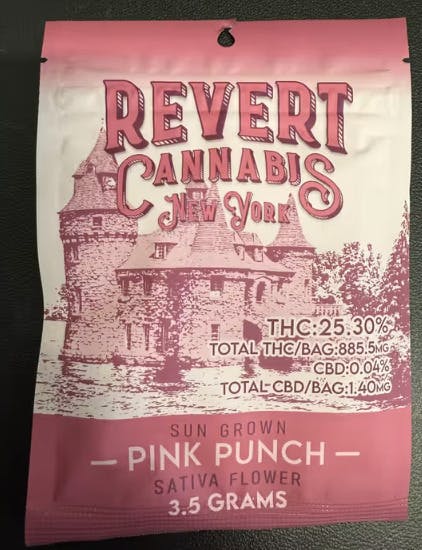 REVERT
CANNABIS
NEW YORK
THC:25.30%
TOTAL THC/BAG:885.5MG
CBD:0.04%
TOTAL CBD/BAG:1.40MG
SUN GROWN
— PINK PUNCH —
SATIVA FLOWER
3.5 GRAMS